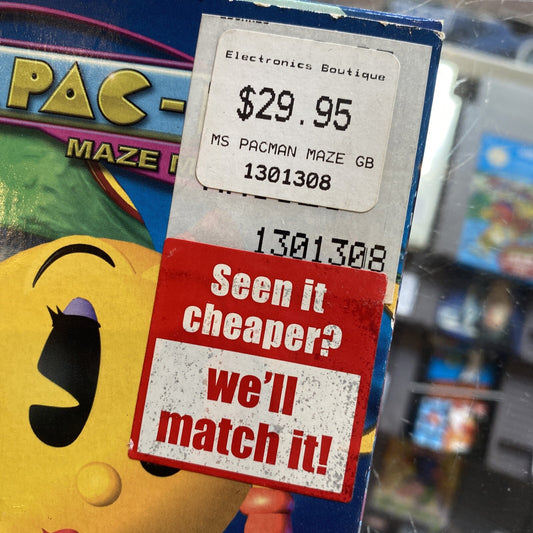 PAC-
MAZE M
Electronics Boutique
$29.95
MS PACMAN MAZE GB
1301308
1301308
Seen it
cheaper?
we'll
match it!